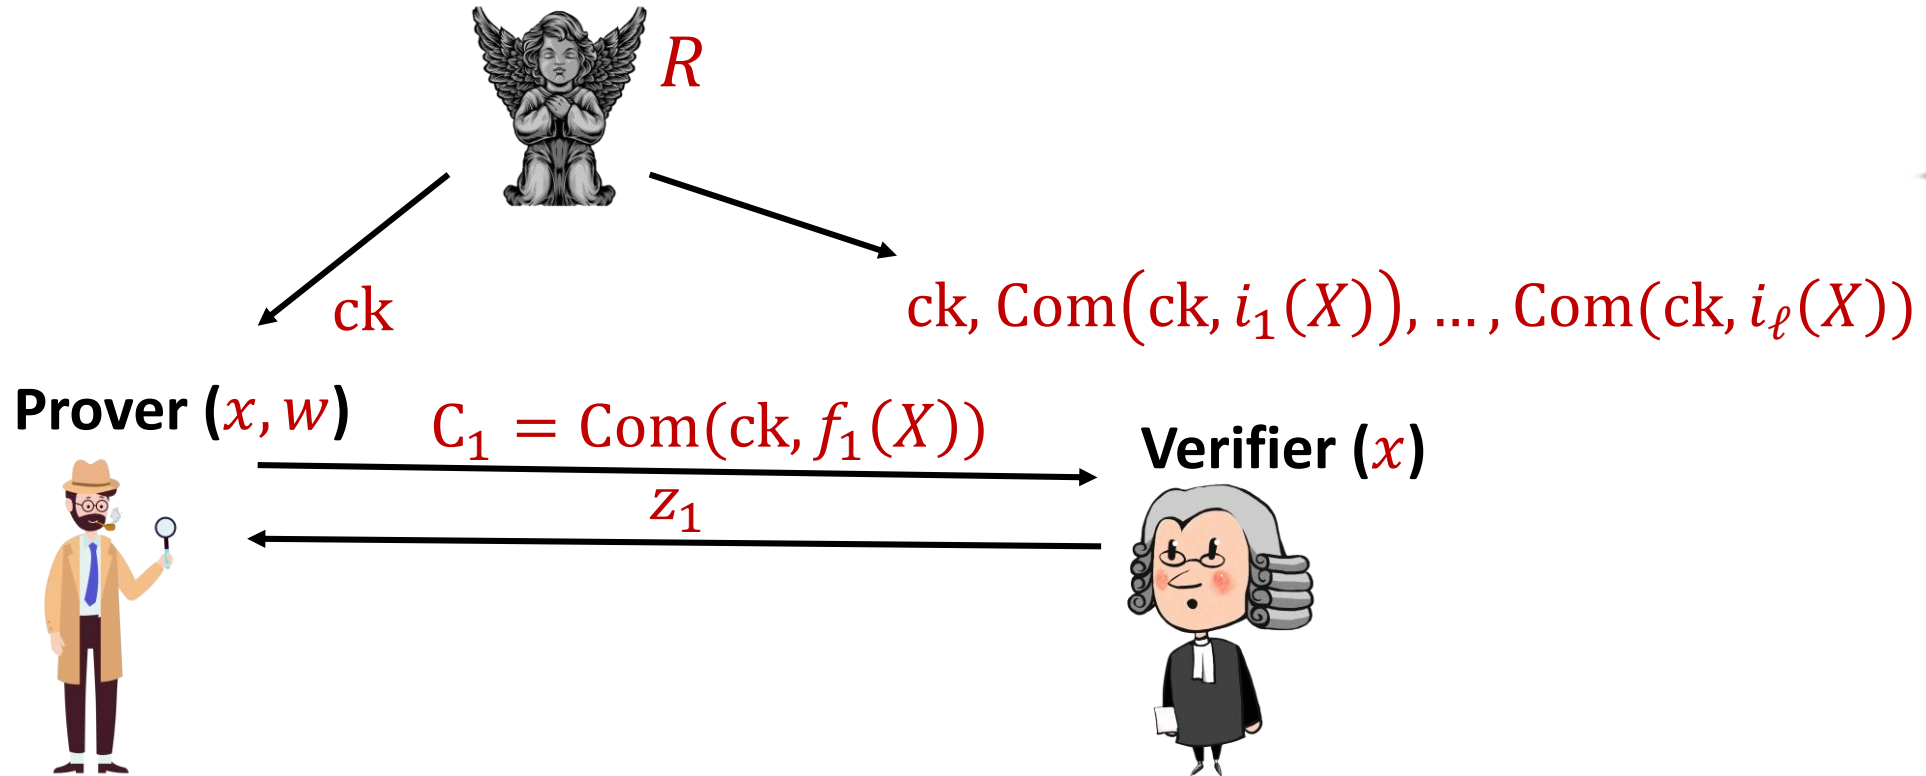 R
ck
ck, Com(ck, i₁(X)), … , Com(ck, i_ℓ(X))
Prover (x, w)
C₁ = Com(ck, f₁(X))
Verifier (x)
z₁